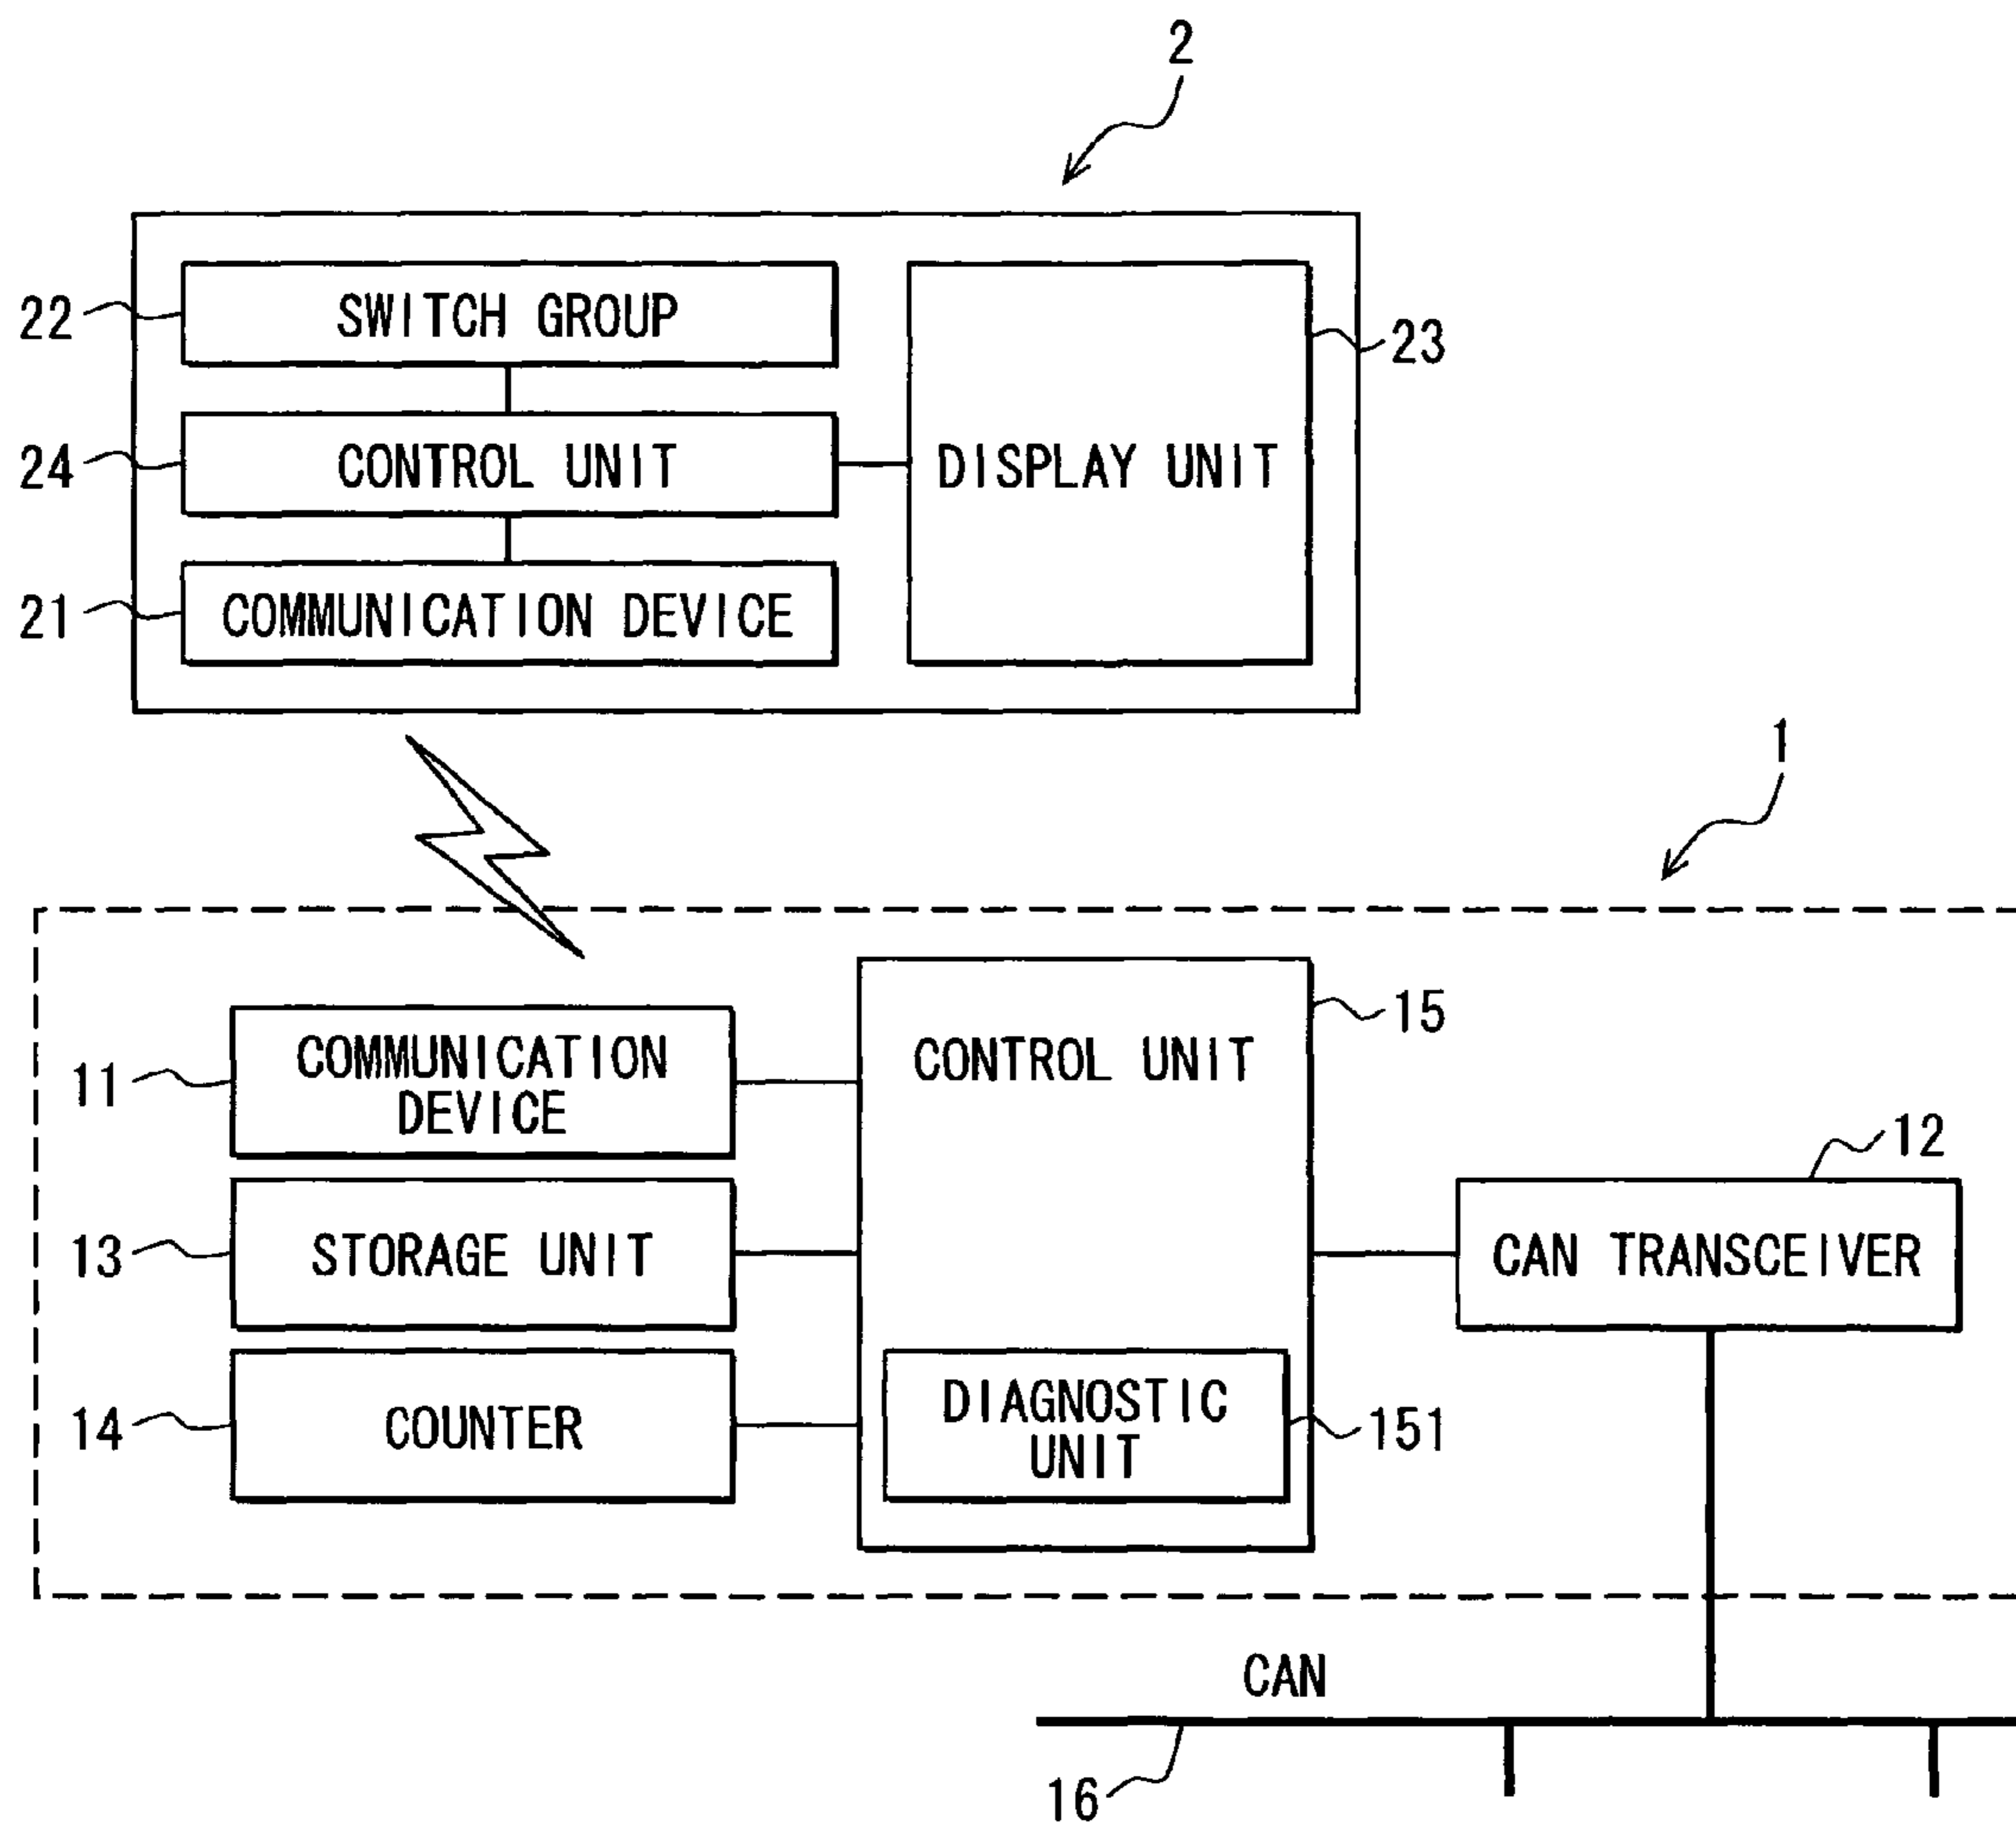 2
22
SWITCH GROUP
23
24
CONTROL UNIT
DISPLAY UNIT
21
COMMUNICATION DEVICE
1
15
11
COMMUNICATION
DEVICE
CONTROL UNIT
12
13
STORAGE UNIT
CAN TRANSCEIVER
14
COUNTER
DIAGNOSTIC
UNIT
151
CAN
16